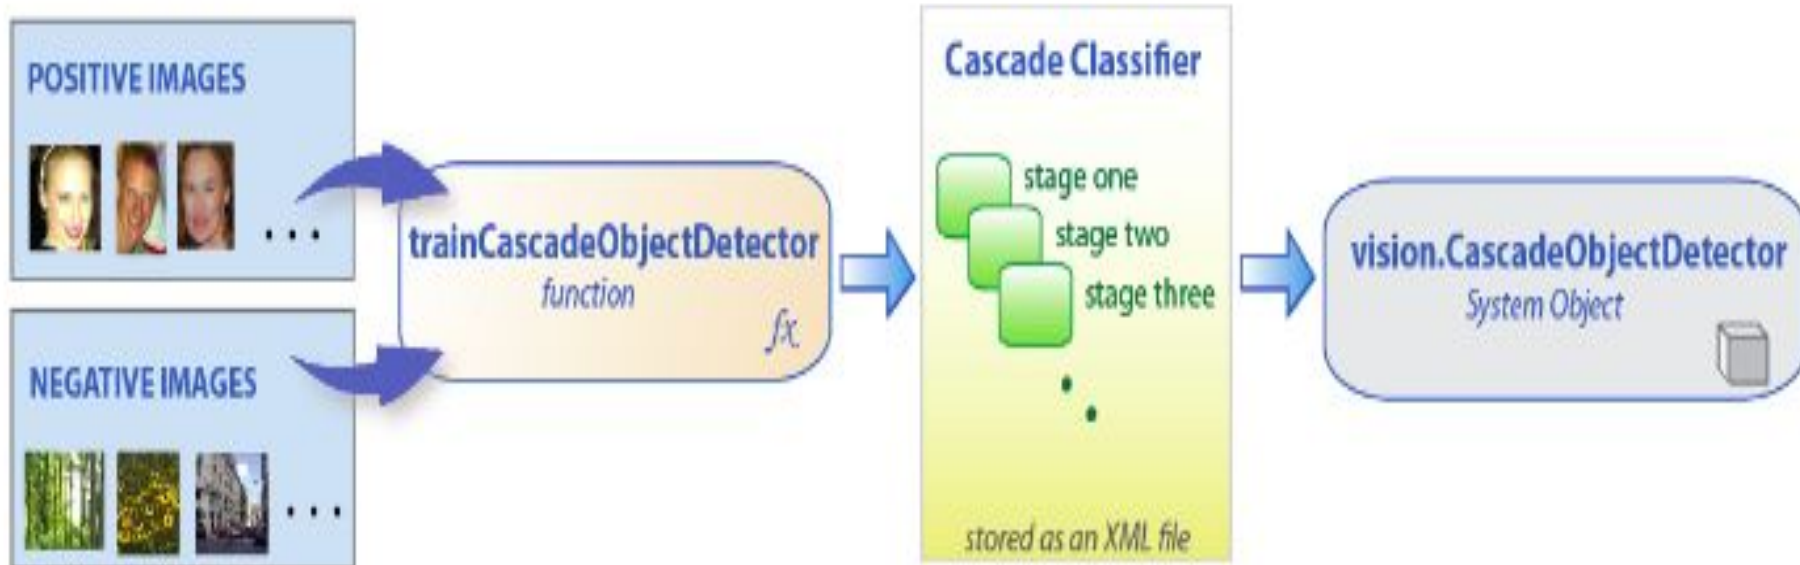 POSITIVE IMAGES
. . .
NEGATIVE IMAGES
. . .
trainCascadeObjectDetector
function
fx
Cascade Classifier
stage one
stage two
stage three
stored as an XML file
vision.CascadeObjectDetector
System Object